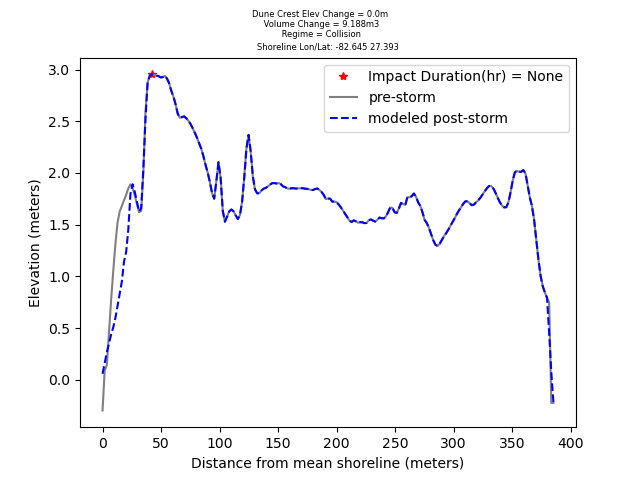 Dune Crest Elev Change = 0.0m
Volume Change = 9.188m3
Regime = Collision
Shoreline Lon/Lat: -82.645 27.393
Impact Duration(hr) = None
pre-storm
modeled post-storm
Elevation (meters)
3.0
2.5
2.0
1.5
1.0
0.5
0.0
0 50 100 150 200 250 300 350 400
Distance from mean shoreline (meters)